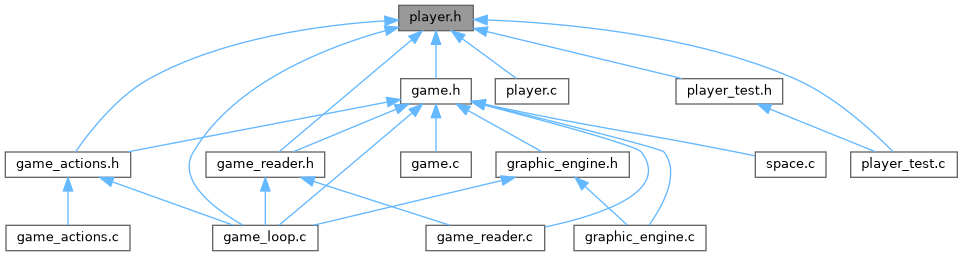 player.h
game.h
player.c
player_test.h
game_actions.h
game_reader.h
game.c
graphic_engine.h
space.c
player_test.c
game_actions.c
game_loop.c
game_reader.c
graphic_engine.c